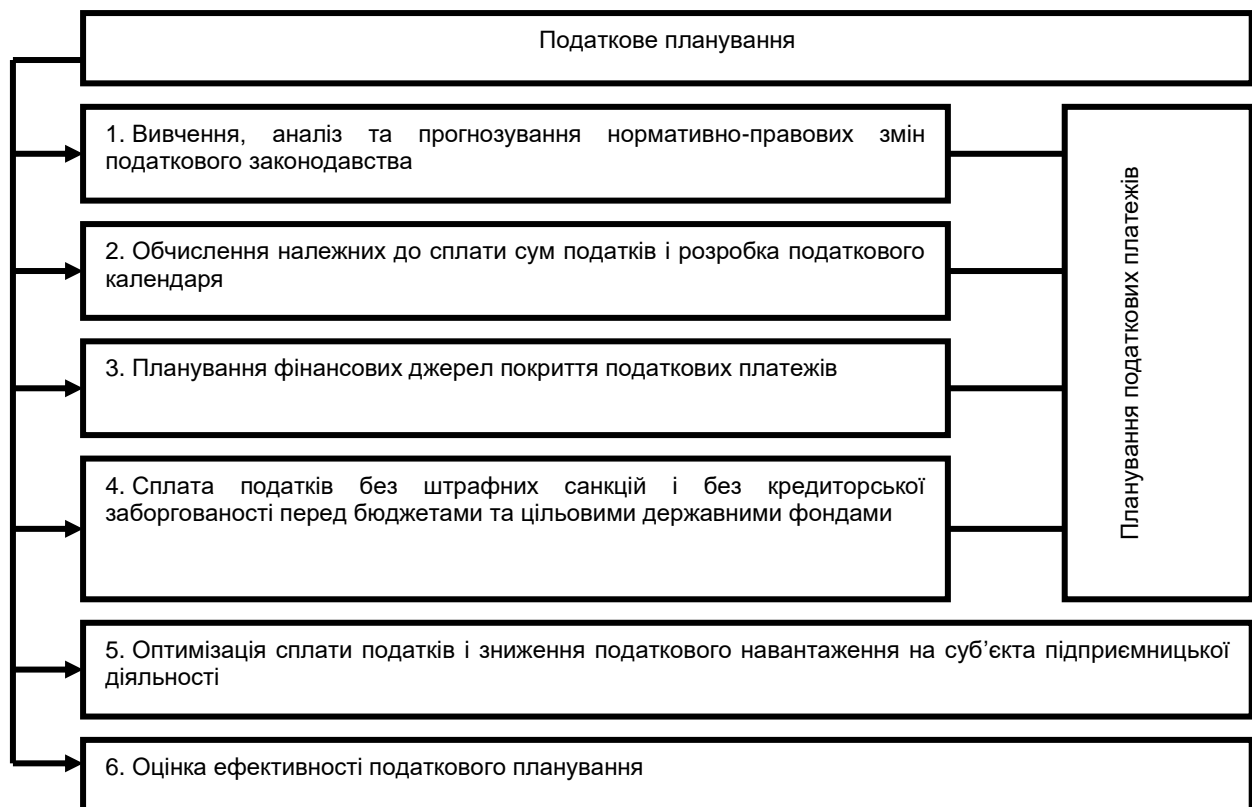 Податкове планування
1. Вивчення, аналіз та прогнозування нормативно-правових змін
податкового законодавства
2. Обчислення належних до сплати сум податків і розробка податкового
календаря
3. Планування фінансових джерел покриття податкових платежів
4. Сплата податків без штрафних санкцій і без кредиторської
заборгованості перед бюджетами та цільовими державними фондами
Планування податкових платежів
5. Оптимізація сплати податків і зниження податкового навантаження на суб’єкта підприємницької
діяльності
6. Оцінка ефективності податкового планування